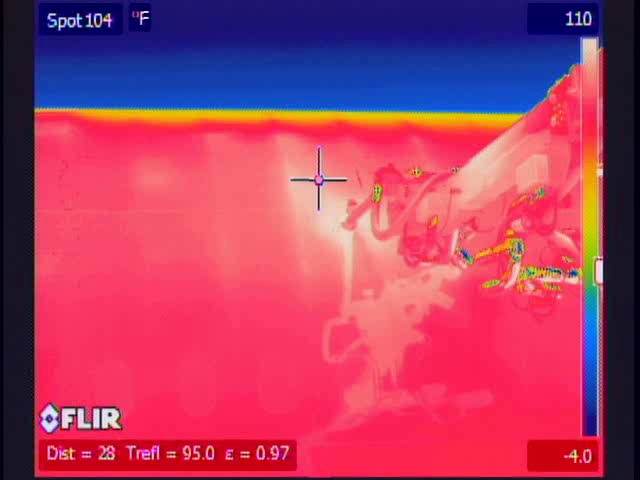 Spot 104 °F
110
FLIR
Dist = 28 Trefl = 95.0 ε = 0.97
-4.0